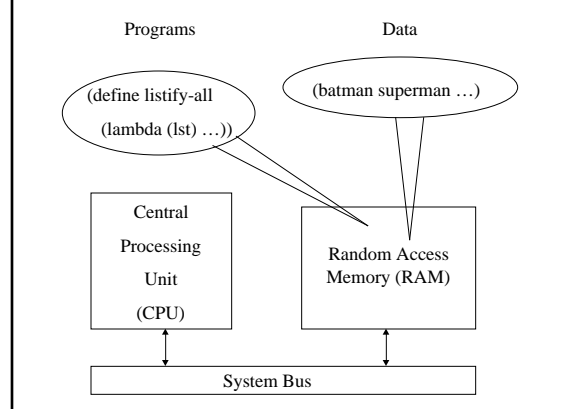 Programs
Data
(define listify-all
(lambda (lst) …))
(batman superman …)
Central
Processing
Unit
(CPU)
Random Access
Memory (RAM)
System Bus